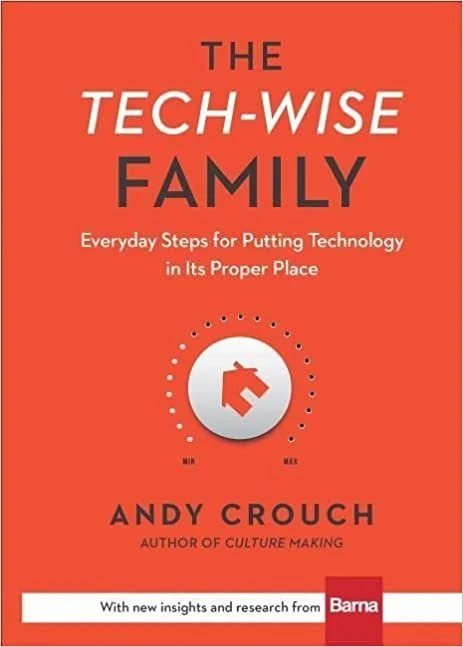 THE
TECH-WISE
FAMILY
Everyday Steps for Putting Technology
in Its Proper Place
MIN MAX
ANDY CROUCH
AUTHOR OF CULTURE MAKING
With new insights and research from Barna